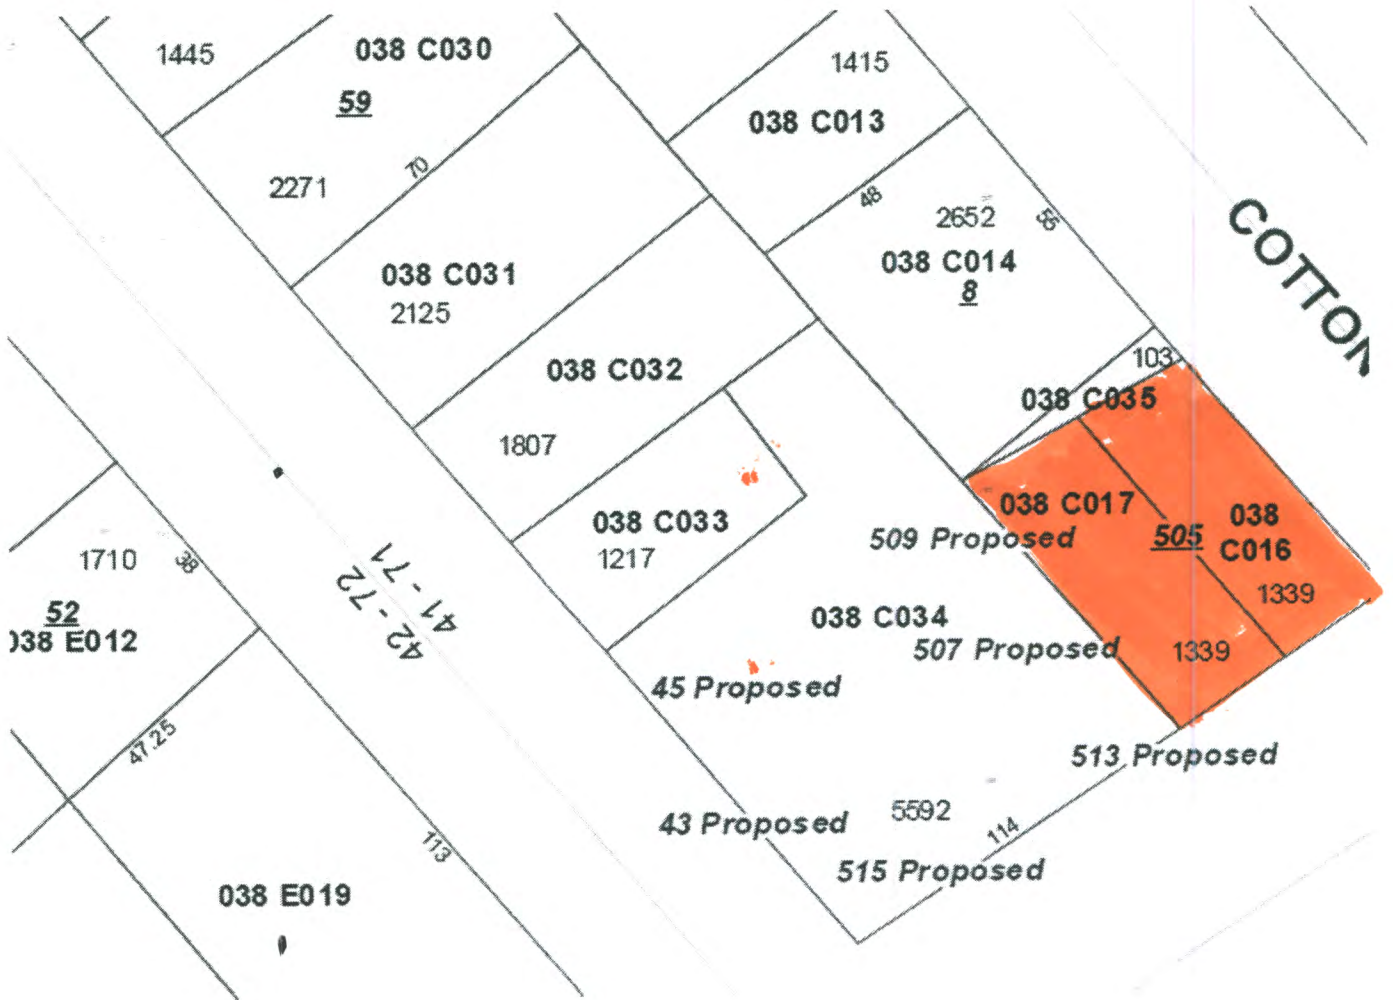 1445
038 C030
59
2271
70
1415
038 C013
48
2652
55
038 C014
8
COTTON
038 C031
2125
103
038 C035
038 C032
1807
038 C033
1217
038 C017
509 Proposed
505
038
C016
1339
1710
38
52
038 E012
42 - 72
41 - 71
038 C034
507 Proposed
1339
45 Proposed
47.25
513 Proposed
43 Proposed
5592
114
113
515 Proposed
038 E019